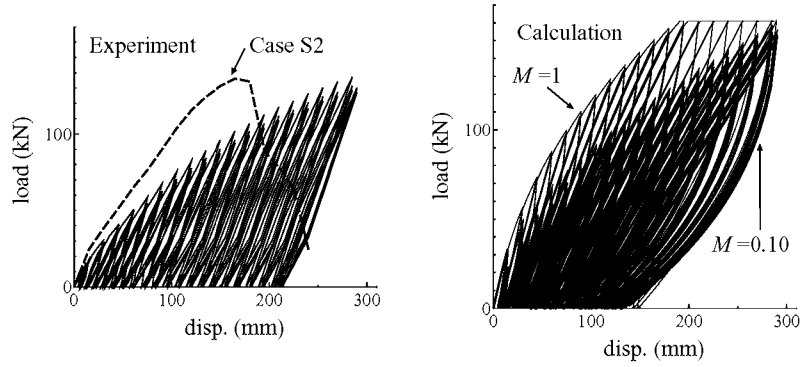 Experiment
Case S2
load (kN)
100
0
0
100
200
300
disp. (mm)
Calculation
M =1
load (kN)
100
0
0
100
200
300
M =0.10
disp. (mm)